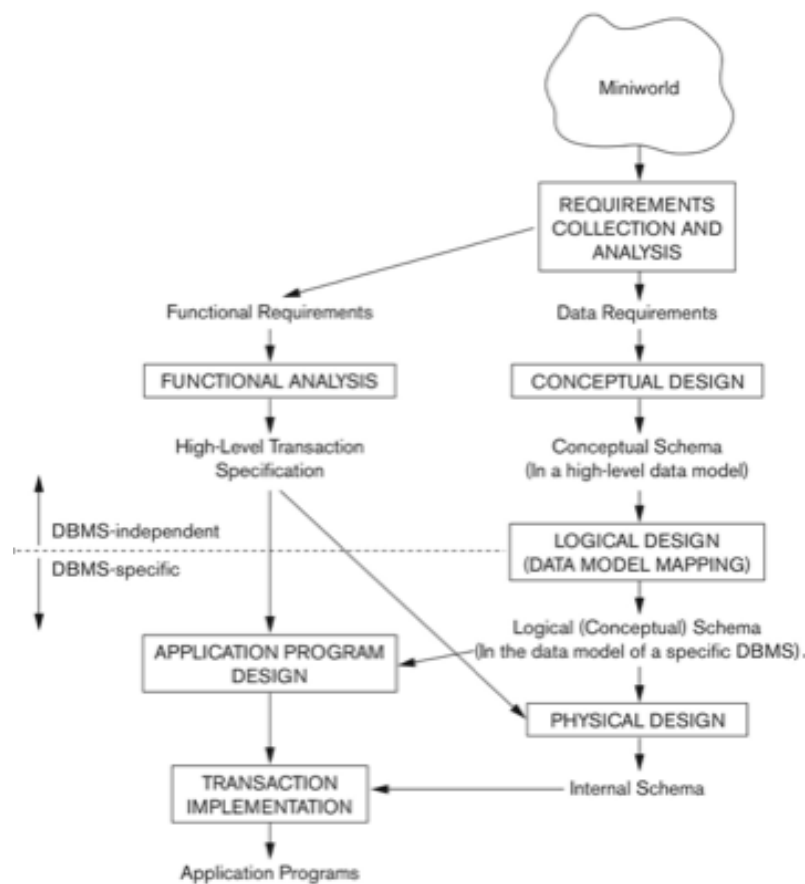 Miniworld
REQUIREMENTS
COLLECTION AND
ANALYSIS
Functional Requirements
Data Requirements
FUNCTIONAL ANALYSIS
CONCEPTUAL DESIGN
High-Level Transaction
Specification
Conceptual Schema
(In a high-level data model)
DBMS-independent
DBMS-specific
LOGICAL DESIGN
(DATA MODEL MAPPING)
Logical (Conceptual) Schema
(In the data model of a specific DBMS).
APPLICATION PROGRAM
DESIGN
PHYSICAL DESIGN
TRANSACTION
IMPLEMENTATION
Internal Schema
Application Programs